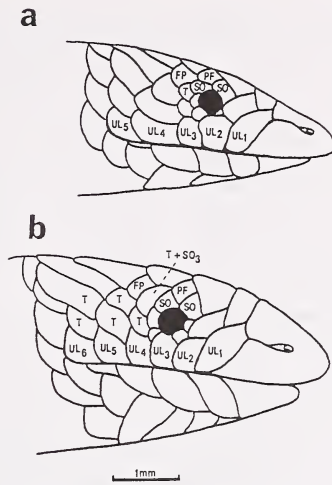 a
FP PF
T SO SO
UL5 UL4 UL3 UL2 UL1
b
T + SO3
FP PF
T T SO SO
T T
UL6 UL5 UL4 UL3 UL2 UL1
1mm